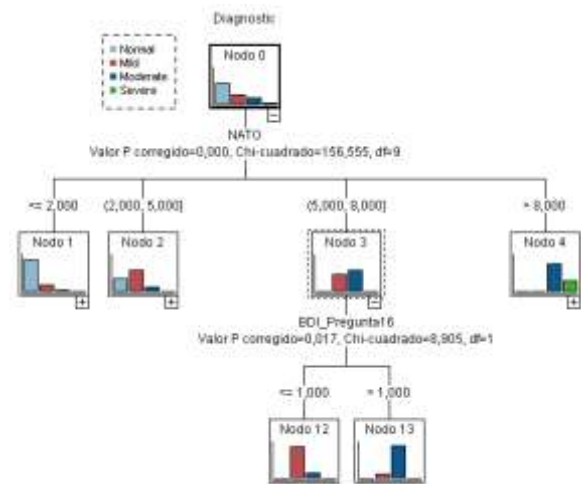 Diagnostic
Normal
Mild
Moderate
Severe
Nodo 0
NATO
Valor P corregido=0,000, Chi-cuadrado=156,555, df=9
<= 2,000
(2,000, 5,000]
(5,000, 8,000]
> 8,000
Nodo 1
Nodo 2
Nodo 3
Nodo 4
BDI_Pregunta16
Valor P corregido=0,017, Chi-cuadrado=8,905, df=1
<= 1,000
> 1,000
Nodo 12
Nodo 13